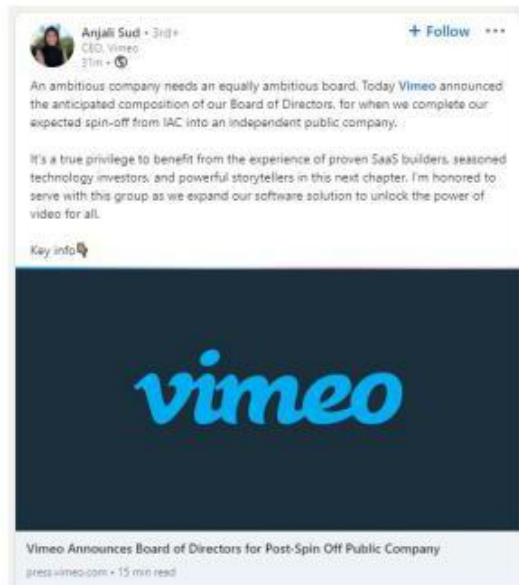 Anjali Sud • 3rd+
+ Follow •••
CEO, Vimeo
31m •
An ambitious company needs an equally ambitious board. Today Vimeo announced
the anticipated composition of our Board of Directors, for when we complete our
expected spin-off from IAC into an independent public company.
It's a true privilege to benefit from the experience of proven SaaS builders, seasoned
technology investors, and powerful storytellers in this next chapter. I'm honored to
serve with this group as we expand our software solution to unlock the power of
video for all.
Key info
vimeo
Vimeo Announces Board of Directors for Post-Spin Off Public Company
press.vimeo.com • 15 min read